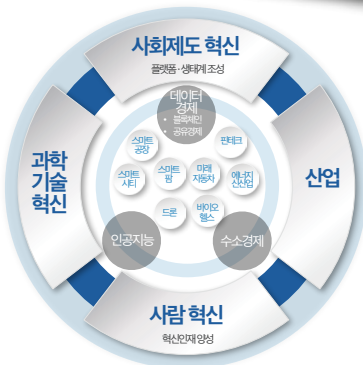 사회제도 혁신
플랫폼·생태계 조성
데이터
경제
• 블록체인
• 공유경제
스마트
공장
핀테크
과학
기술
혁신
스마트
시티
스마트
팜
미래
자동차
에너지
신산업
산업
드론
바이오
헬스
인공지능
수소경제
사람 혁신
혁신인재 양성